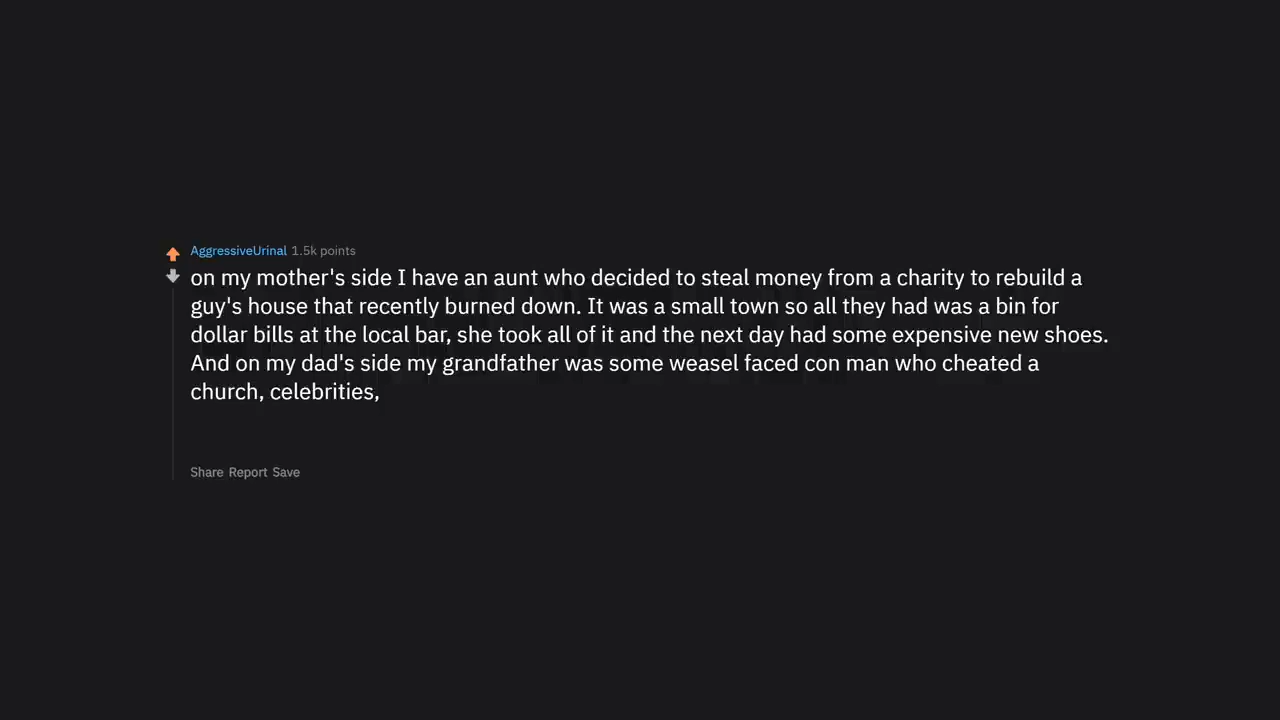 AggressiveUrinal 1.5k points
on my mother's side I have an aunt who decided to steal money from a charity to rebuild a
guy's house that recently burned down. It was a small town so all they had was a bin for
dollar bills at the local bar, she took all of it and the next day had some expensive new shoes.
And on my dad's side my grandfather was some weasel faced con man who cheated a
church, celebrities,
Share Report Save